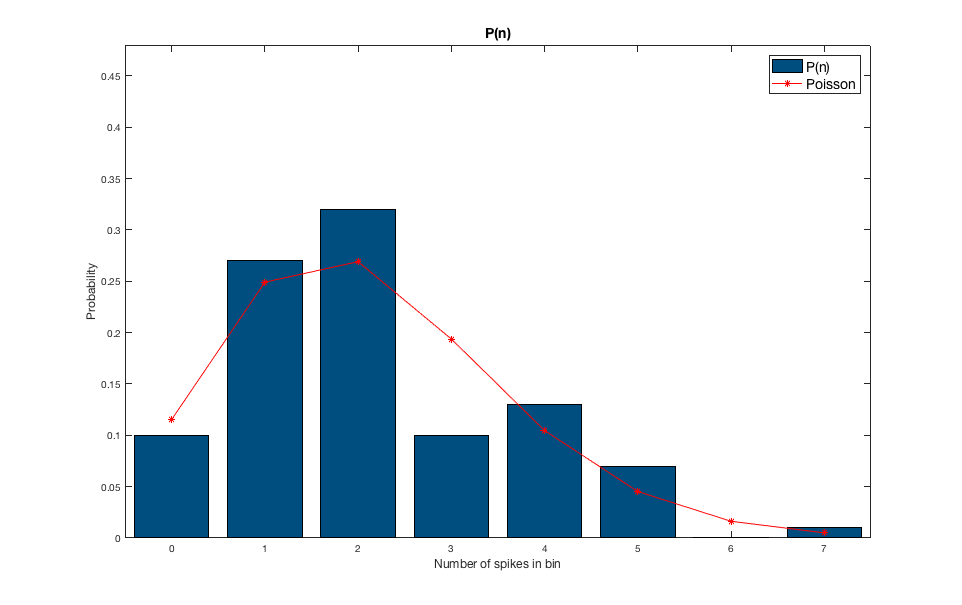 P(n)
P(n)
Poisson
0.45
0.4
0.35
0.3
0.25
0.2
0.15
0.1
0.05
0
Probability
0 1 2 3 4 5 6 7
Number of spikes in bin